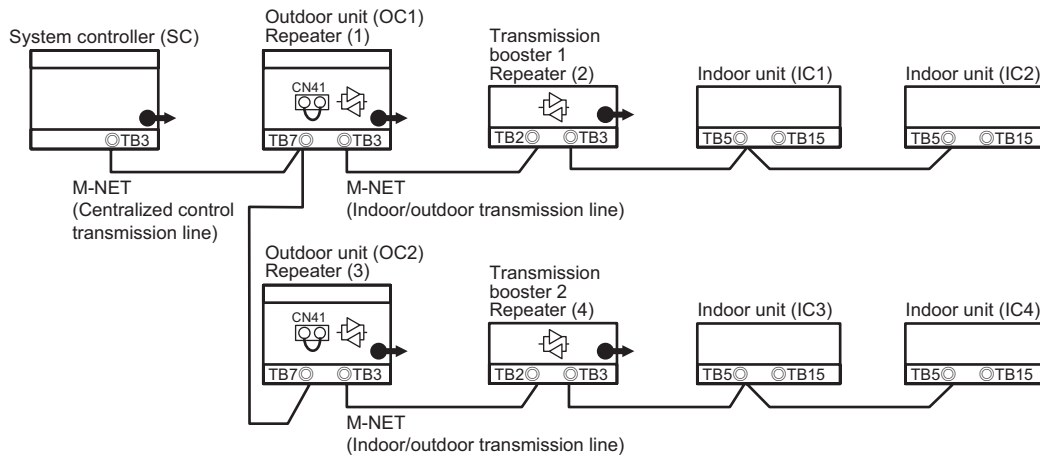 System controller (SC)
TB3
M-NET
(Centralized control
transmission line)
Outdoor unit (OC1)
Repeater (1)
CN41
TB7 TB3
M-NET
(Indoor/outdoor transmission line)
Transmission
booster 1
Repeater (2)
TB2 TB3
Indoor unit (IC1)
TB5 TB15
Indoor unit (IC2)
TB5 TB15
Outdoor unit (OC2)
Repeater (3)
CN41
TB7 TB3
M-NET
(Indoor/outdoor transmission line)
Transmission
booster 2
Repeater (4)
TB2 TB3
Indoor unit (IC3)
TB5 TB15
Indoor unit (IC4)
TB5 TB15